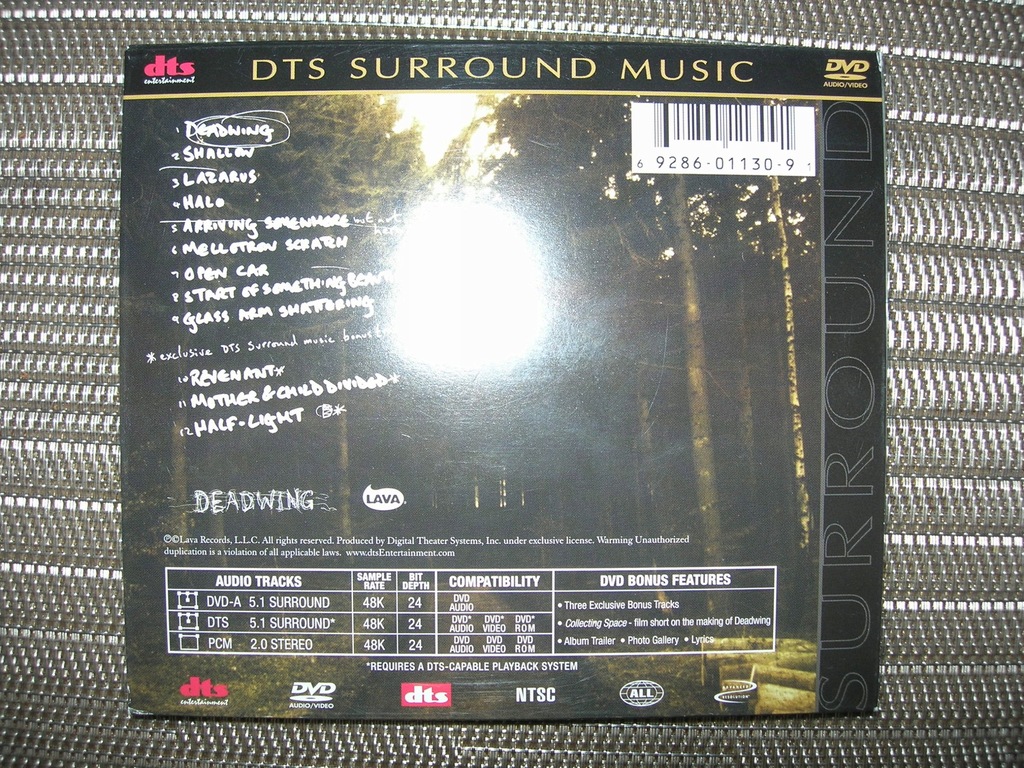 dts entertainment DTS SURROUND MUSIC DVD AUDIO/VIDEO
6 9286-01130-9 1
1 DEADWING
2 SHALLOW
3 LAZARUS
4 HALO
5 ARRIVING SOMEWHERE but not here
6 MELLOTRON SCRATCH
7 OPEN CAR
8 START OF SOMETHING
9 GLASS ARM SHATTERING
*exclusive DTS Surround music
10 REVENANT*
11 MOTHER & CHILD DIVIDED*
12 HALF-LIGHT *
DEADWING LAVA
℗©Lava Records, L.L.C. All rights reserved. Produced by Digital Theater Systems, Inc. under exclusive license. Warming Unauthorized
duplication is a violation of all applicable laws. www.dtsEntertainment.com
AUDIO TRACKS SAMPLE RATE BIT DEPTH COMPATIBILITY DVD BONUS FEATURES
DVD-A 5.1 SURROUND 48K 24 DVD AUDIO
DTS 5.1 SURROUND* 48K 24 DVD* AUDIO DVD* VIDEO DVD* ROM
PCM 2.0 STEREO 48K 24 DVD AUDIO DVD VIDEO DVD ROM
• Three Exclusive Bonus Tracks
• Collecting Space - film short on the making of Deadwing
• Album Trailer • Photo Gallery • Lyrics
*REQUIRES A DTS-CAPABLE PLAYBACK SYSTEM
dts entertainment DVD AUDIO/VIDEO dts NTSC ALL ADVANCED RESOLUTION
SURROUND